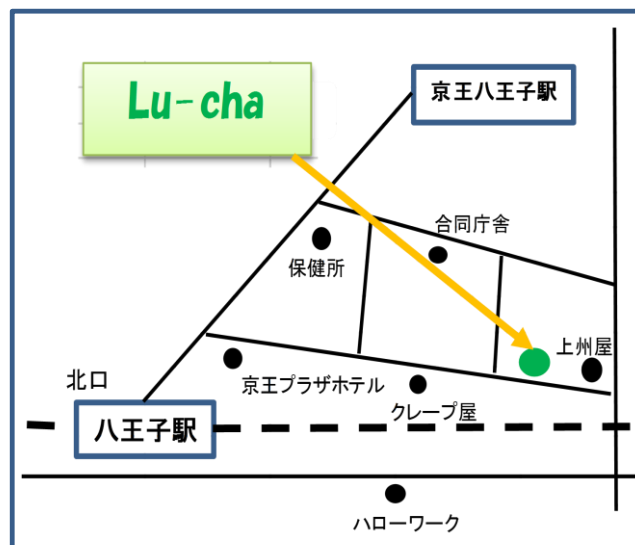 Lu-cha
京王八王子駅
合同庁舎
保健所
上州屋
北口
京王プラザホテル
クレープ屋
八王子駅
ハローワーク